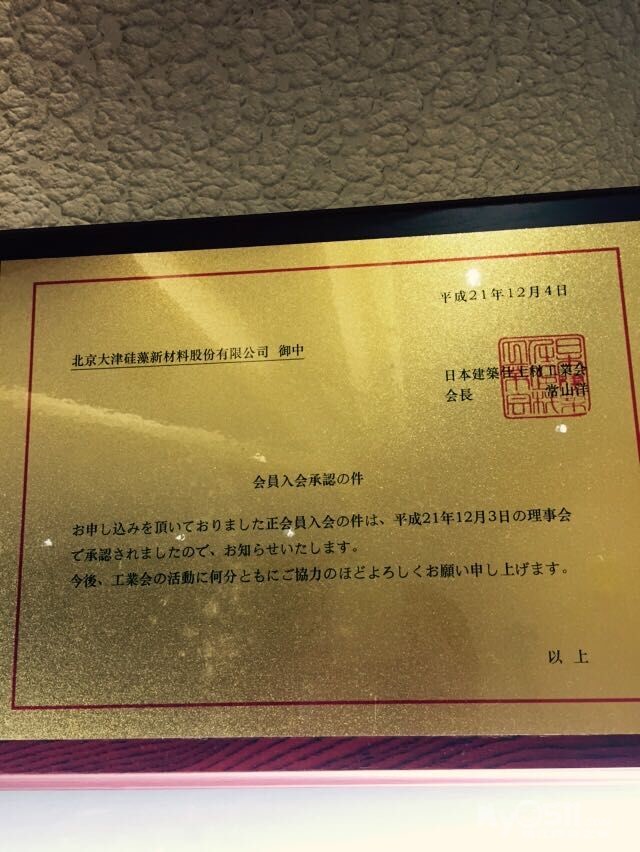 平成21年12月4日
北京大津硅藻新材料股份有限公司 御中
日本建築仕上材工業会
会長 常山洋
会員入会承認の件
お申し込みを頂いておりました正会員入会の件は、平成21年12月3日の理事会
で承認されましたので、お知らせいたします。
今後、工業会の活動に何分ともにご協力のほどよろしくお願い申し上げます。
以 上